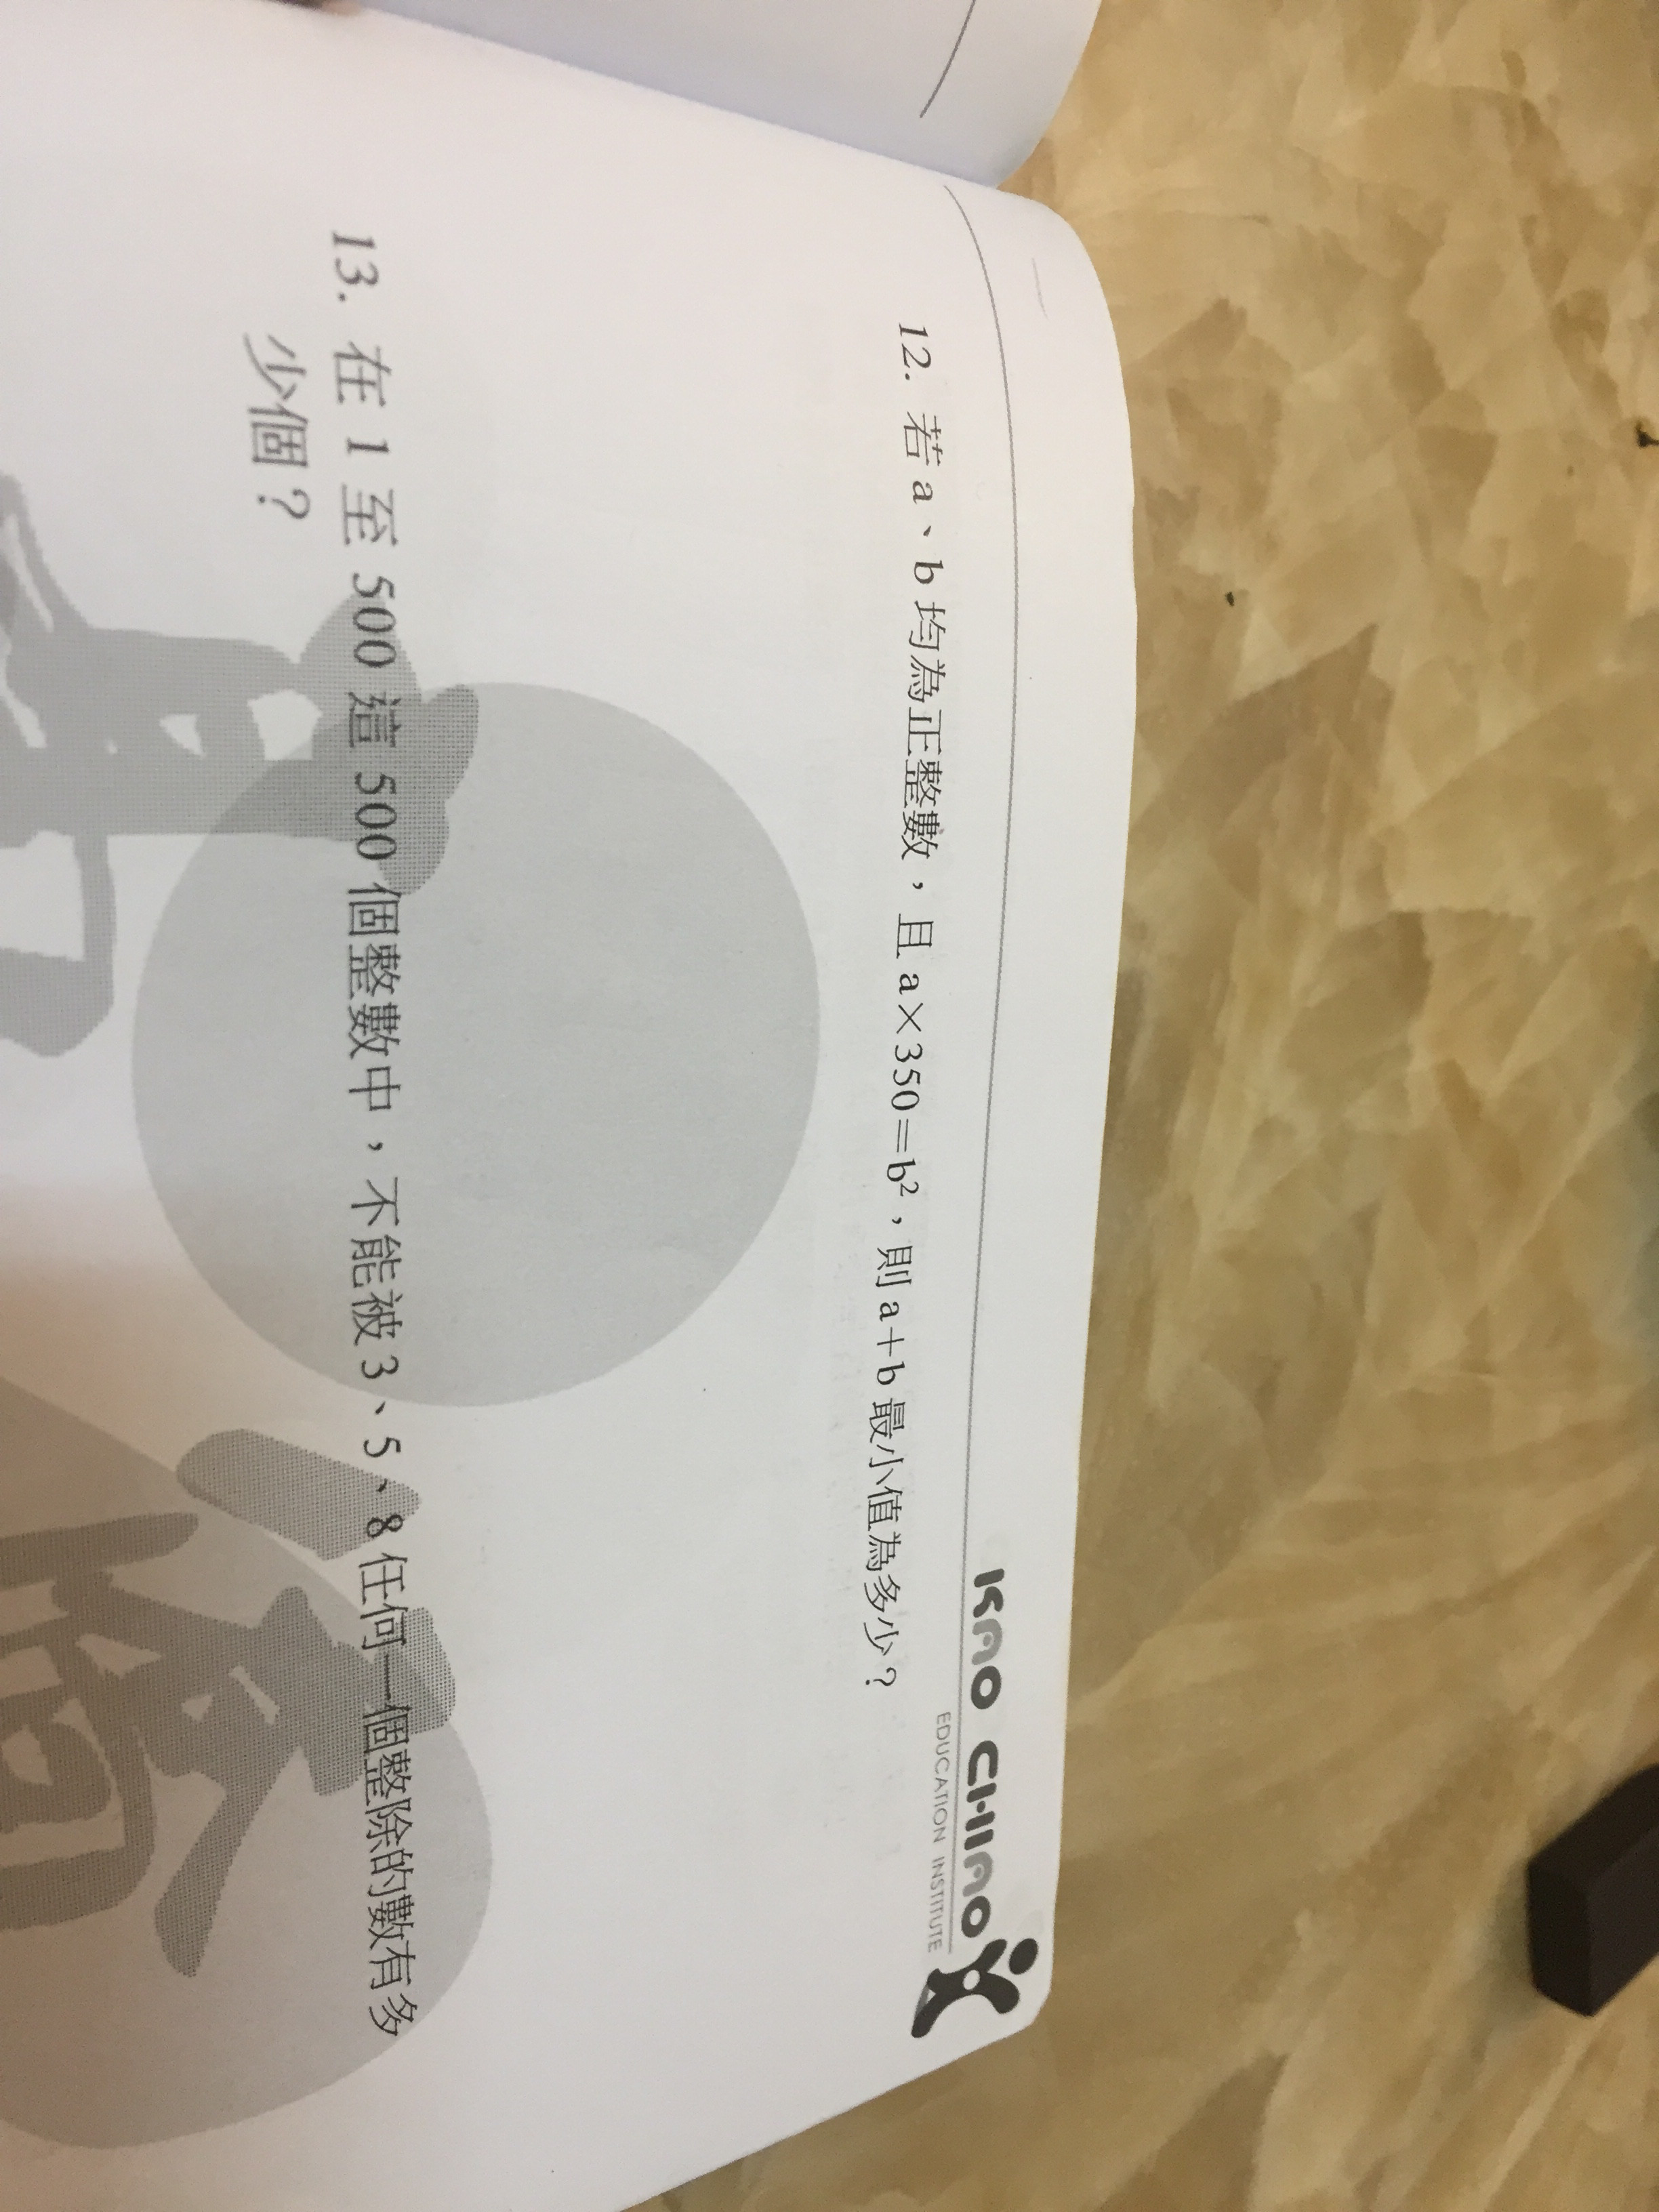 KAO CHIAO
EDUCATION INSTITUTE
12. 若 a、b 均為正整數，且 a×350=b²，則 a+b 最小值為多少？
13. 在 1 至 500 這 500 個整數中，不能被 3、5、8 任何一個整除的數有多
少個？